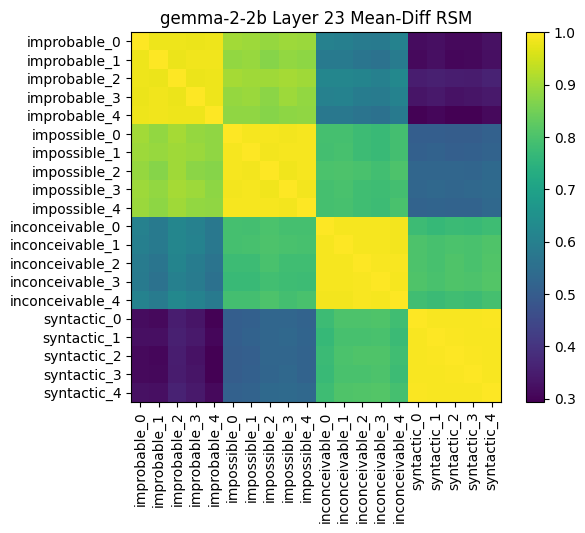 gemma-2-2b Layer 23 Mean-Diff RSM
improbable_0
improbable_1
improbable_2
improbable_3
improbable_4
impossible_0
impossible_1
impossible_2
impossible_3
impossible_4
inconceivable_0
inconceivable_1
inconceivable_2
inconceivable_3
inconceivable_4
syntactic_0
syntactic_1
syntactic_2
syntactic_3
syntactic_4
improbable_0
improbable_1
improbable_2
improbable_3
improbable_4
impossible_0
impossible_1
impossible_2
impossible_3
impossible_4
inconceivable_0
inconceivable_1
inconceivable_2
inconceivable_3
inconceivable_4
syntactic_0
syntactic_1
syntactic_2
syntactic_3
syntactic_4
1.0
0.9
0.8
0.7
0.6
0.5
0.4
0.3